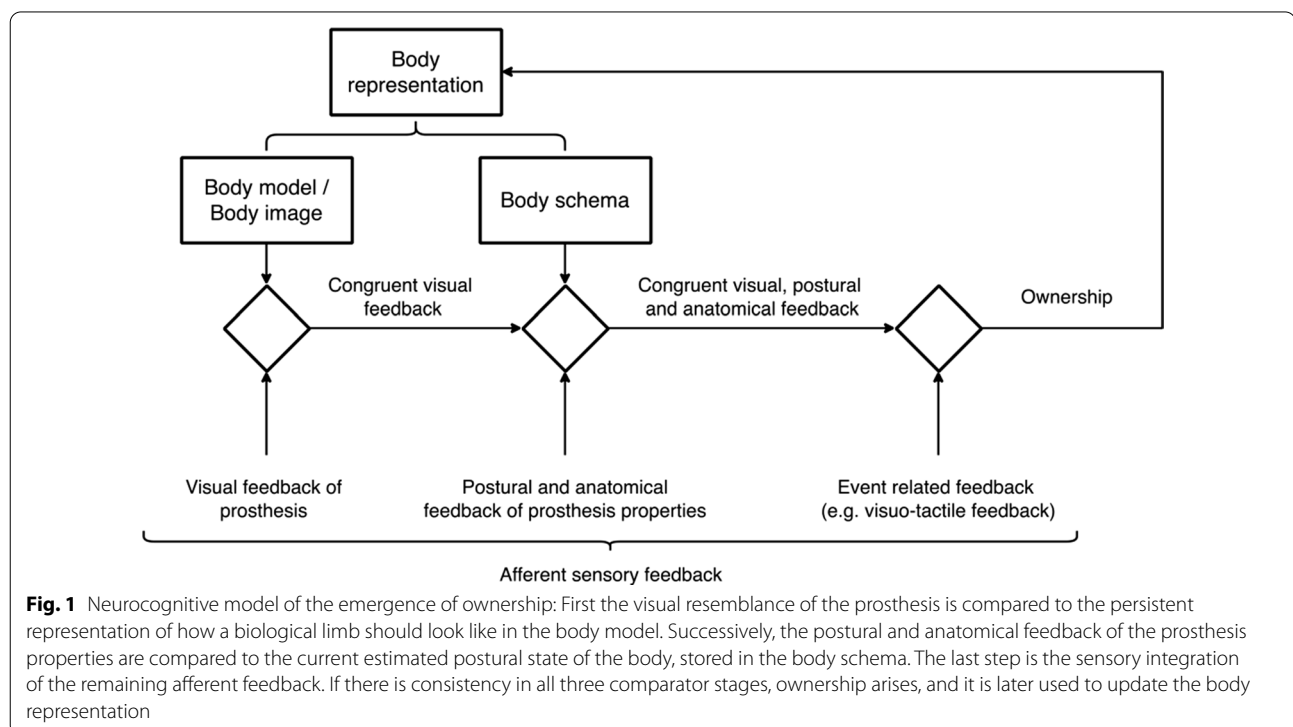 Body
representation
Body model /
Body image
Body schema
Congruent visual
feedback
Congruent visual, postural
and anatomical feedback
Ownership
Visual feedback of
prosthesis
Postural and anatomical
feedback of prosthesis properties
Event related feedback
(e.g. visuo-tactile feedback)
Afferent sensory feedback
Fig. 1 Neurocognitive model of the emergence of ownership: First the visual resemblance of the prosthesis is compared to the persistent
representation of how a biological limb should look like in the body model. Successively, the postural and anatomical feedback of the prosthesis
properties are compared to the current estimated postural state of the body, stored in the body schema. The last step is the sensory integration
of the remaining afferent feedback. If there is consistency in all three comparator stages, ownership arises, and it is later used to update the body
representation